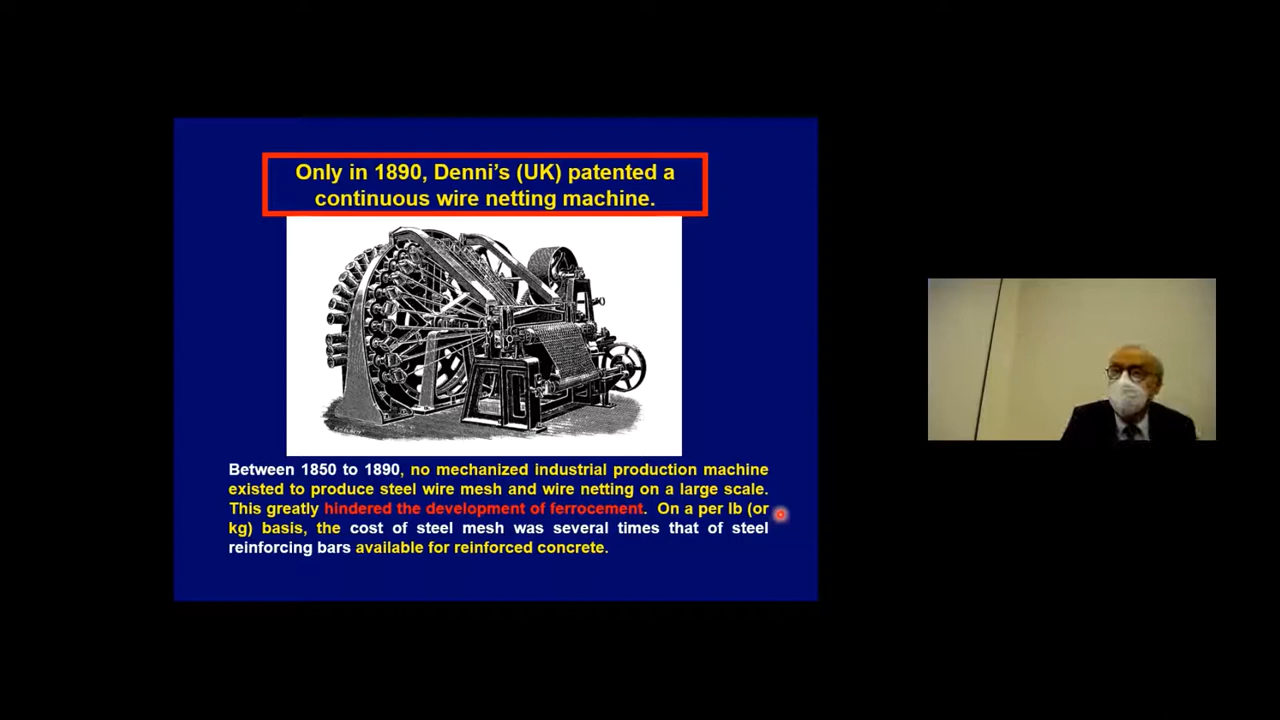 Only in 1890, Denni's (UK) patented a
continuous wire netting machine.
Between 1850 to 1890, no mechanized industrial production machine
existed to produce steel wire mesh and wire netting on a large scale.
This greatly hindered the development of ferrocement. On a per lb (or
kg) basis, the cost of steel mesh was several times that of steel
reinforcing bars available for reinforced concrete.